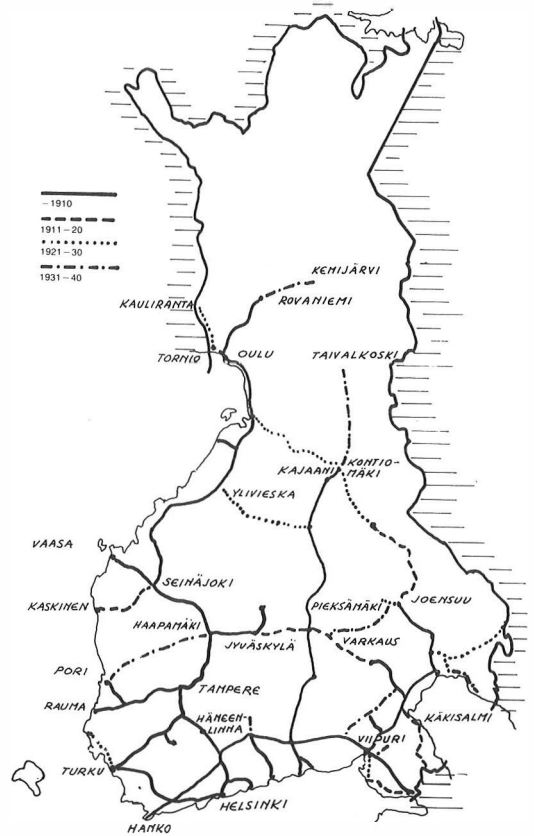 -1910
1911-20
1921-30
1931-40
KEMIJÄRVI
KAULIRANTA
ROVANIEMI
TORNIO
OULU
TAIVALKOSKI
KAJAANI
KONTIO-
MÄKI
YLIVIESKA
VAASA
SEINÄJOKI
KASKINEN
PIEKSÄMÄKI
JOENSUU
HAAPAMÄKI
JYVÄSKYLÄ
VARKAUS
PORI
TAMPERE
RAUMA
HÄMEEN-
LINNA
KÄKISALMI
VIIPURI
TURKU
HELSINKI
HANKO